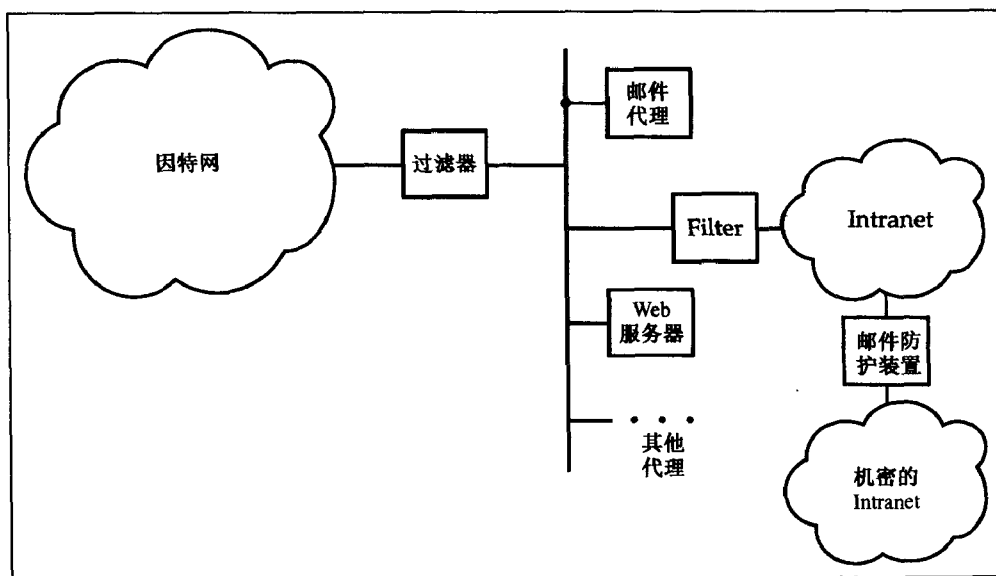 因特网
过滤器
邮件
代理
Filter
Intranet
Web
服务器
邮件防
护装置
其他
代理
机密的
Intranet